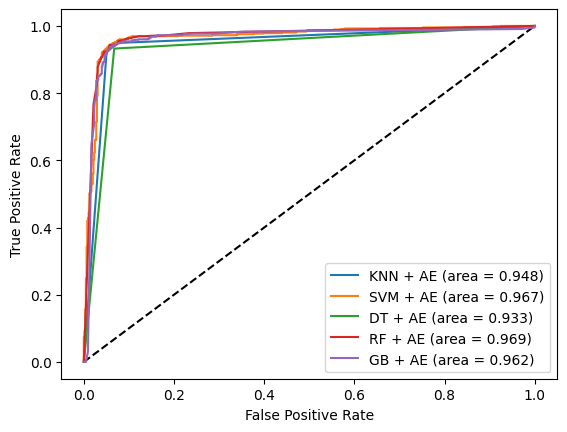 1.0
0.8
0.6
0.4
0.2
0.0
True Positive Rate
KNN + AE (area = 0.948)
SVM + AE (area = 0.967)
DT + AE (area = 0.933)
RF + AE (area = 0.969)
GB + AE (area = 0.962)
0.0 0.2 0.4 0.6 0.8 1.0
False Positive Rate